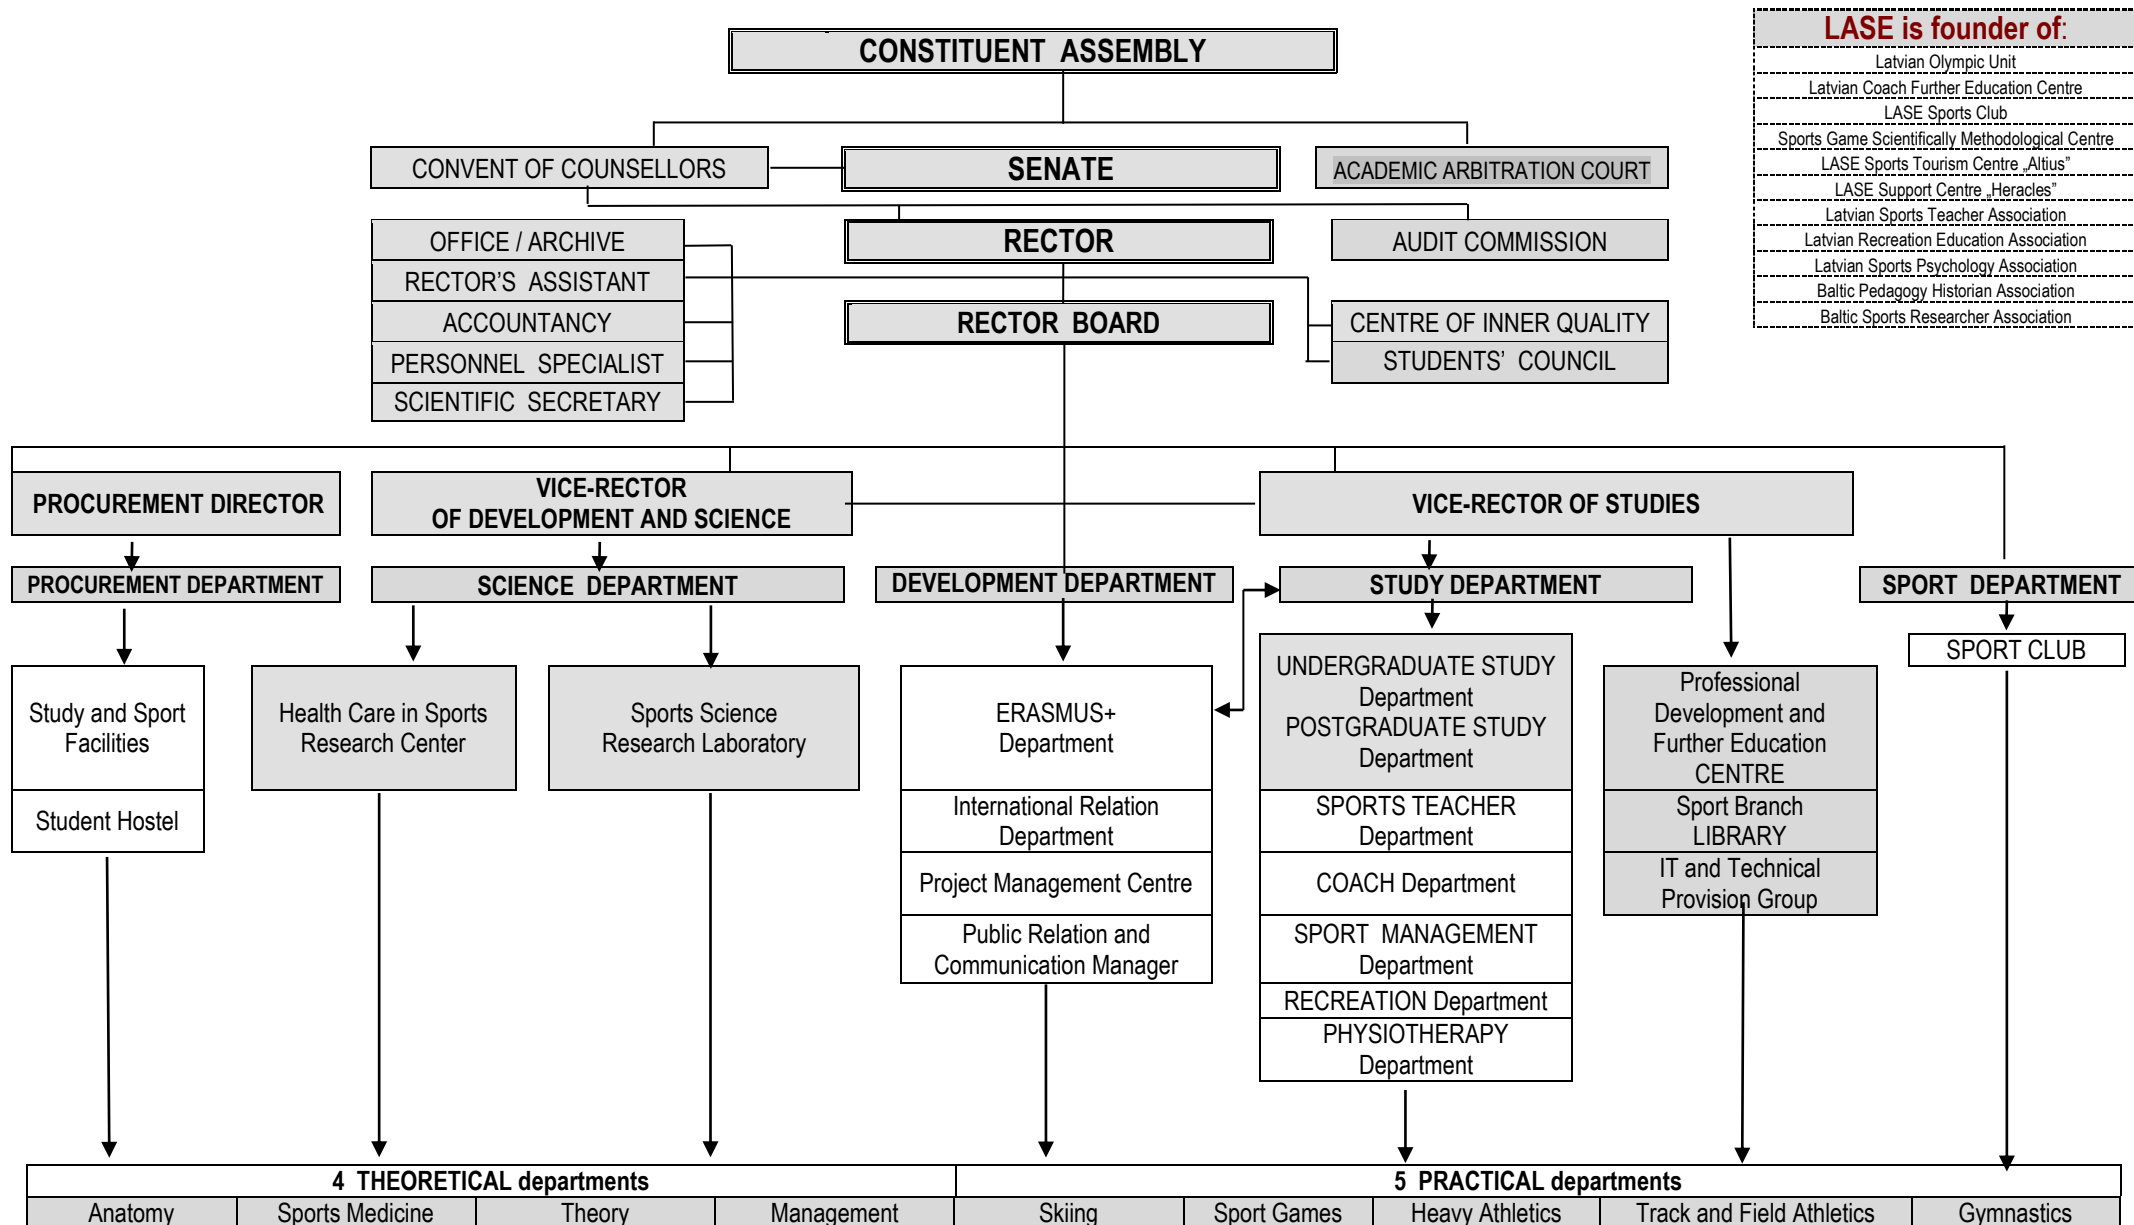 CONSTITUENT ASSEMBLY
LASE is founder of:
Latvian Olympic Unit
Latvian Coach Further Education Centre
LASE Sports Club
Sports Game Scientifically Methodological Centre
LASE Sports Tourism Centre „Altius”
LASE Support Centre „Heracles”
Latvian Sports Teacher Association
Latvian Recreation Education Association
Latvian Sports Psychology Association
Baltic Pedagogy Historian Association
Baltic Sports Researcher Association
CONVENT OF COUNSELLORS
SENATE
ACADEMIC ARBITRATION COURT
OFFICE / ARCHIVE
RECTOR'S ASSISTANT
ACCOUNTANCY
PERSONNEL SPECIALIST
SCIENTIFIC SECRETARY
RECTOR
RECTOR BOARD
AUDIT COMMISSION
CENTRE OF INNER QUALITY
STUDENTS’ COUNCIL
PROCUREMENT DIRECTOR
VICE-RECTOR
OF DEVELOPMENT AND SCIENCE
VICE-RECTOR OF STUDIES
PROCUREMENT DEPARTMENT
SCIENCE DEPARTMENT
DEVELOPMENT DEPARTMENT
STUDY DEPARTMENT
SPORT DEPARTMENT
Study and Sport
Facilities
Student Hostel
Health Care in Sports
Research Center
Sports Science
Research Laboratory
ERASMUS+
Department
International Relation
Department
Project Management Centre
Public Relation and
Communication Manager
UNDERGRADUATE STUDY
Department
POSTGRADUATE STUDY
Department
SPORTS TEACHER
Department
COACH Department
SPORT MANAGEMENT
Department
RECREATION Department
PHYSIOTHERAPY
Department
Professional
Development and
Further Education
CENTRE
Sport Branch
LIBRARY
IT and Technical
Provision Group
SPORT CLUB
4 THEORETICAL departments
5 PRACTICAL departments
Anatomy
Sports Medicine
Theory
Management
Skiing
Sport Games
Heavy Athletics
Track and Field Athletics
Gymnastics